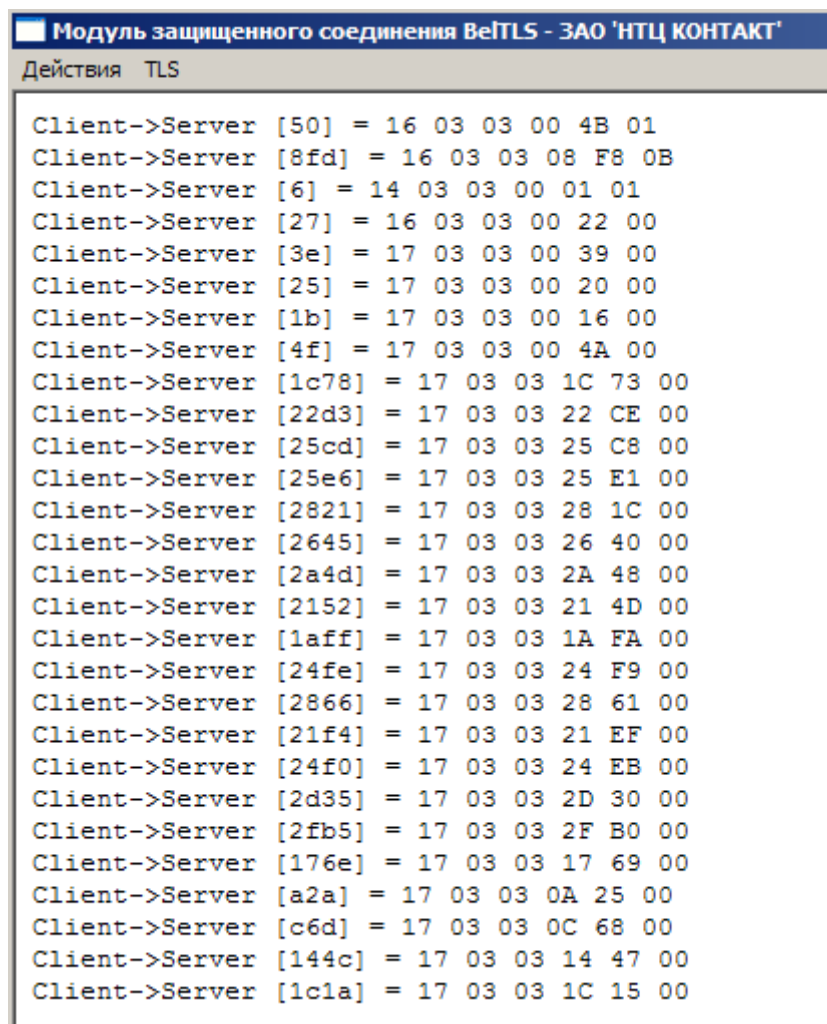 Модуль защищенного соединения BelTLS - ЗАО 'НТЦ КОНТАКТ'
Действия TLS
Client->Server [50] = 16 03 03 00 4B 01
Client->Server [8fd] = 16 03 03 08 F8 0B
Client->Server [6] = 14 03 03 00 01 01
Client->Server [27] = 16 03 03 00 22 00
Client->Server [3e] = 17 03 03 00 39 00
Client->Server [25] = 17 03 03 00 20 00
Client->Server [1b] = 17 03 03 00 16 00
Client->Server [4f] = 17 03 03 00 4A 00
Client->Server [1c78] = 17 03 03 1C 73 00
Client->Server [22d3] = 17 03 03 22 CE 00
Client->Server [25cd] = 17 03 03 25 C8 00
Client->Server [25e6] = 17 03 03 25 E1 00
Client->Server [2821] = 17 03 03 28 1C 00
Client->Server [2645] = 17 03 03 26 40 00
Client->Server [2a4d] = 17 03 03 2A 48 00
Client->Server [2152] = 17 03 03 21 4D 00
Client->Server [1aff] = 17 03 03 1A FA 00
Client->Server [24fe] = 17 03 03 24 F9 00
Client->Server [2866] = 17 03 03 28 61 00
Client->Server [21f4] = 17 03 03 21 EF 00
Client->Server [24f0] = 17 03 03 24 EB 00
Client->Server [2d35] = 17 03 03 2D 30 00
Client->Server [2fb5] = 17 03 03 2F B0 00
Client->Server [176e] = 17 03 03 17 69 00
Client->Server [a2a] = 17 03 03 0A 25 00
Client->Server [c6d] = 17 03 03 0C 68 00
Client->Server [144c] = 17 03 03 14 47 00
Client->Server [1c1a] = 17 03 03 1C 15 00